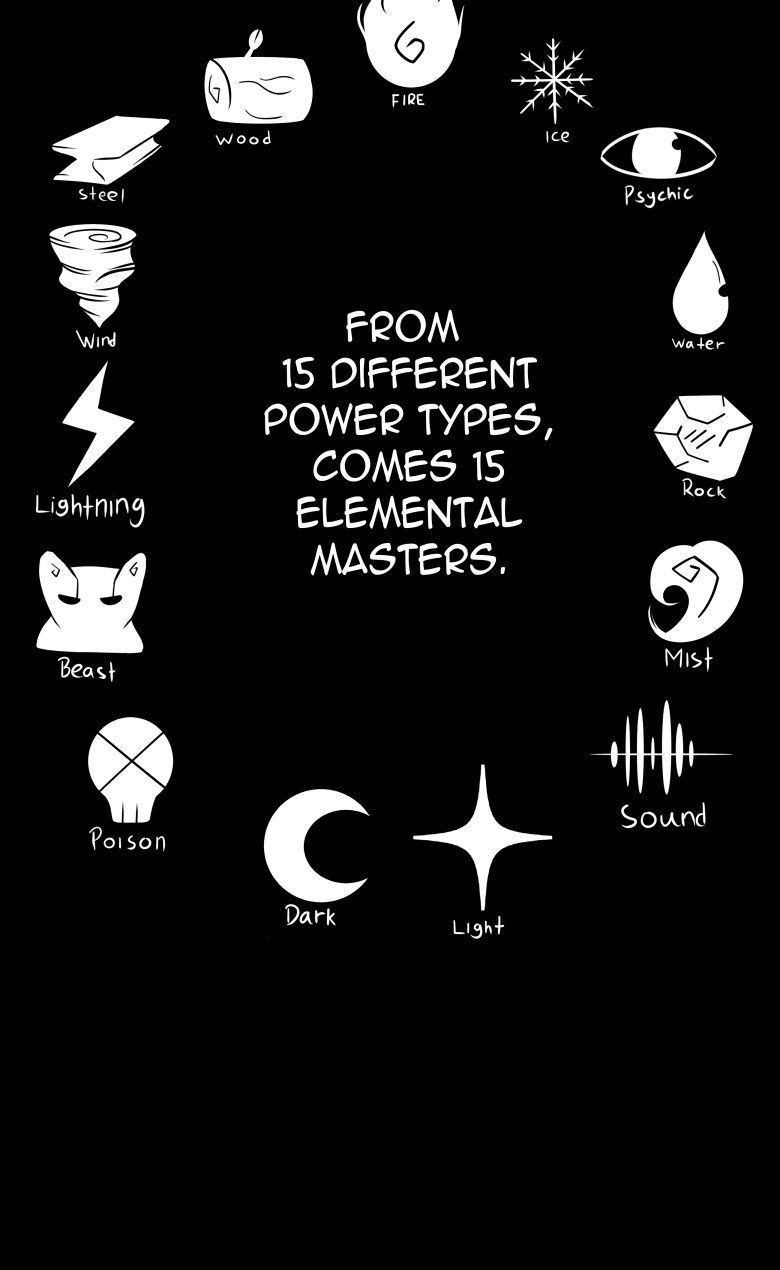 FIRE
Wood
Ice
Steel
Psychic
Wind
Water
FROM
15 DIFFERENT
POWER TYPES,
COMES 15
ELEMENTAL
MASTERS.
Lightning
Rock
Beast
Mist
Poison
Sound
Dark
Light